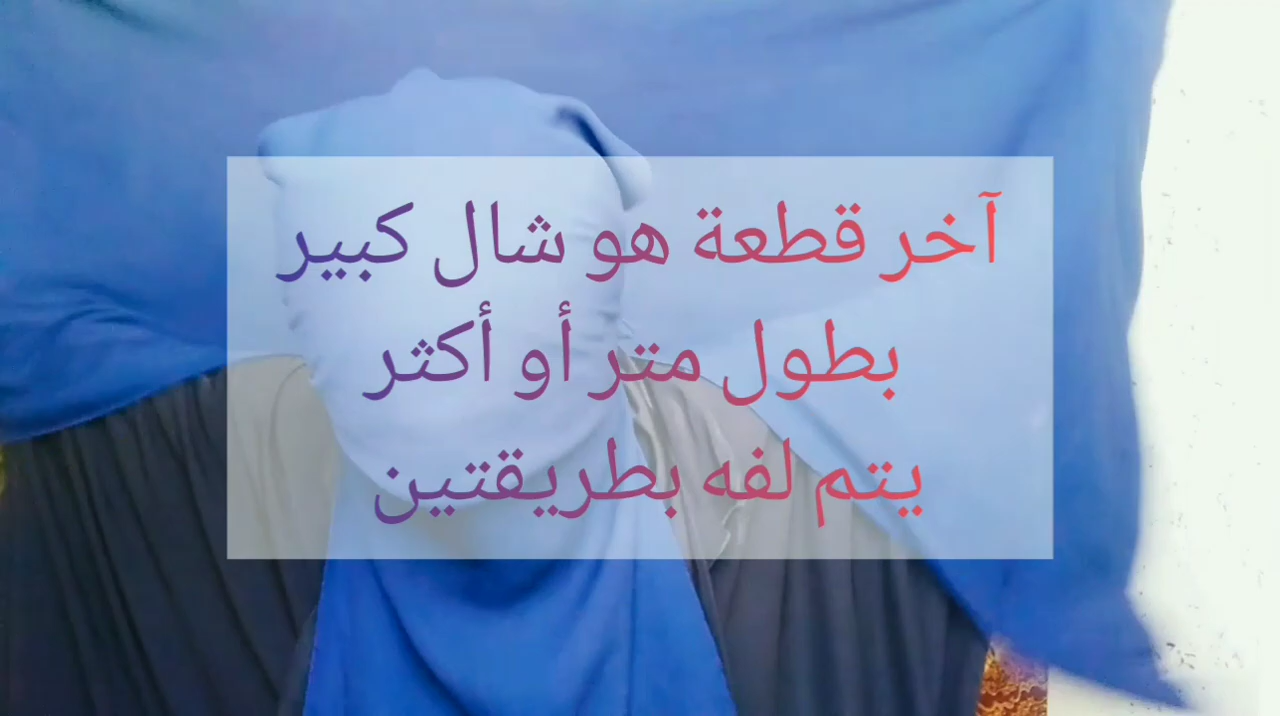 آخر قطعة هو شال كبير
بطول متر أو أكثر
يتم لفه بطريقتين